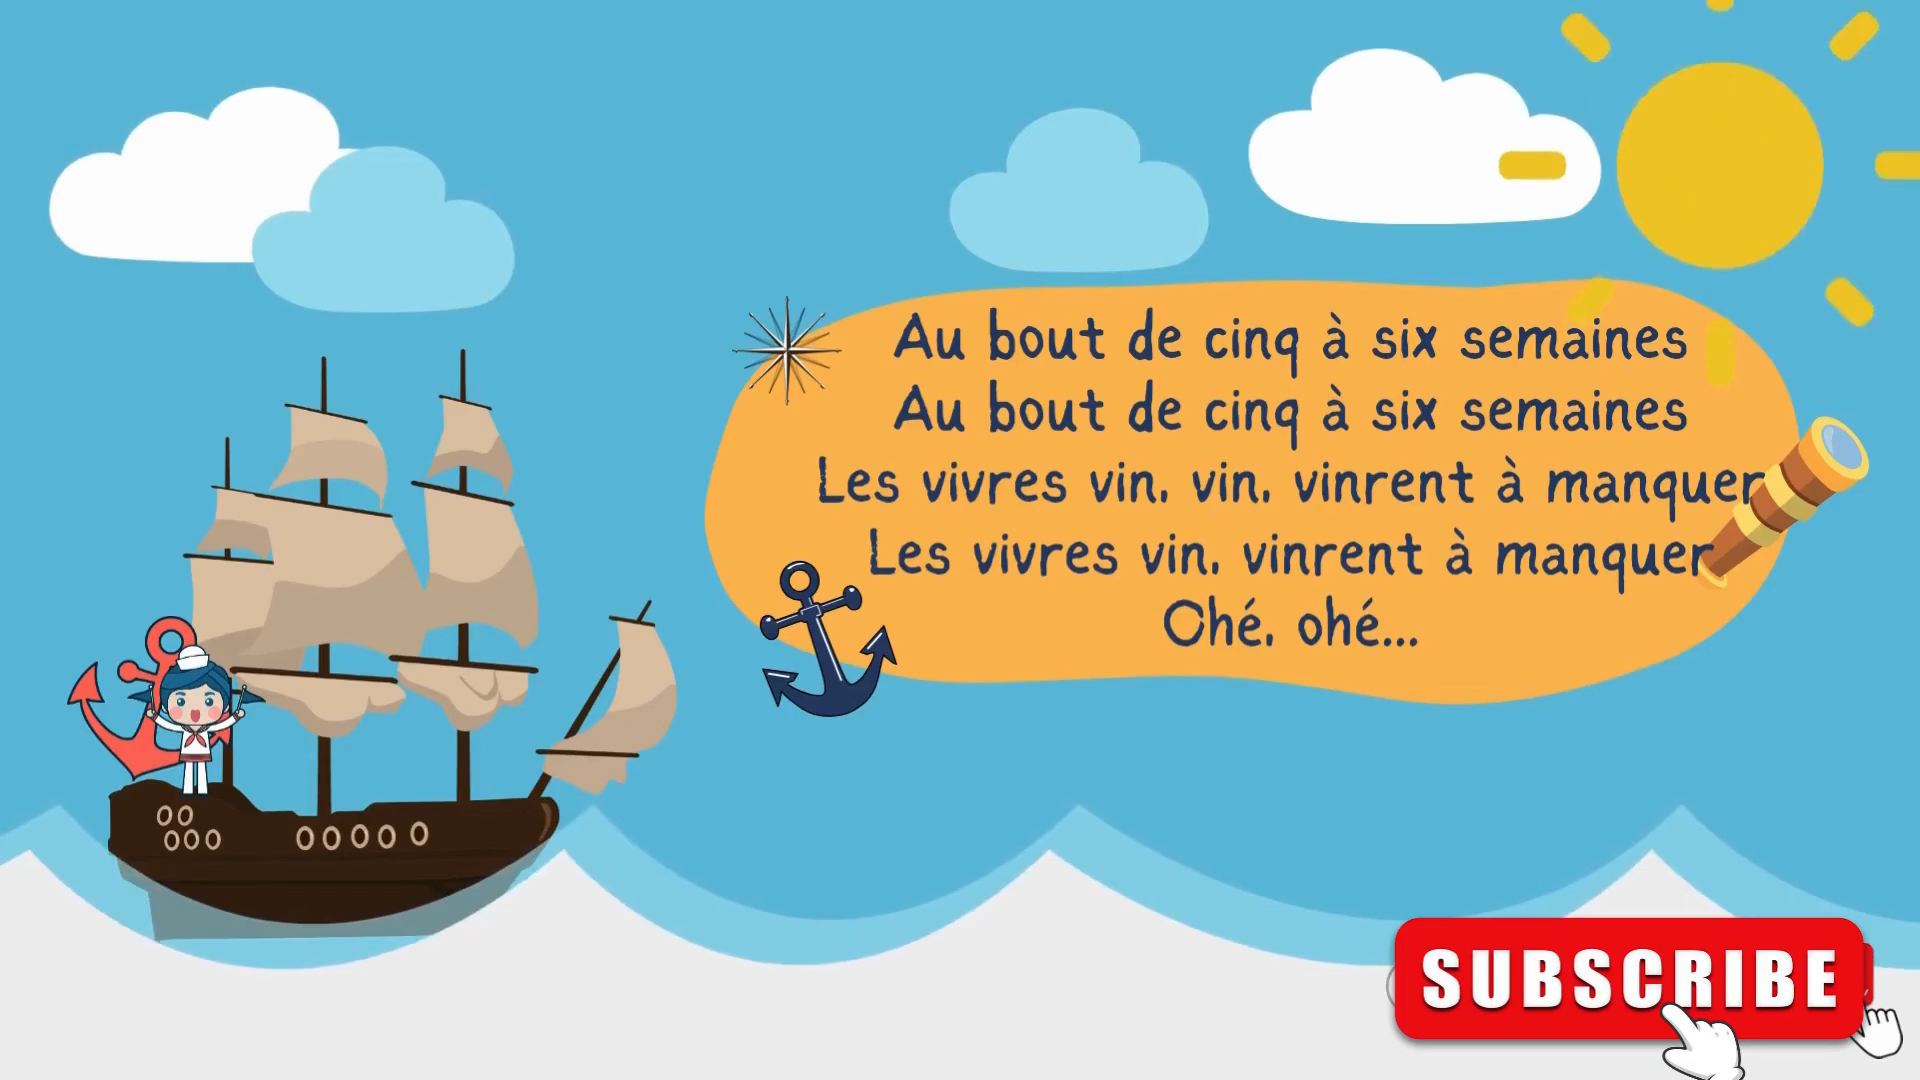 Au bout de cinq à six semaines
Au bout de cinq à six semaines
Les vivres vin, vin, vinrent à manquer
Les vivres vin, vinrent à manquer
Ohé, ohé...
SUBSCRIBE